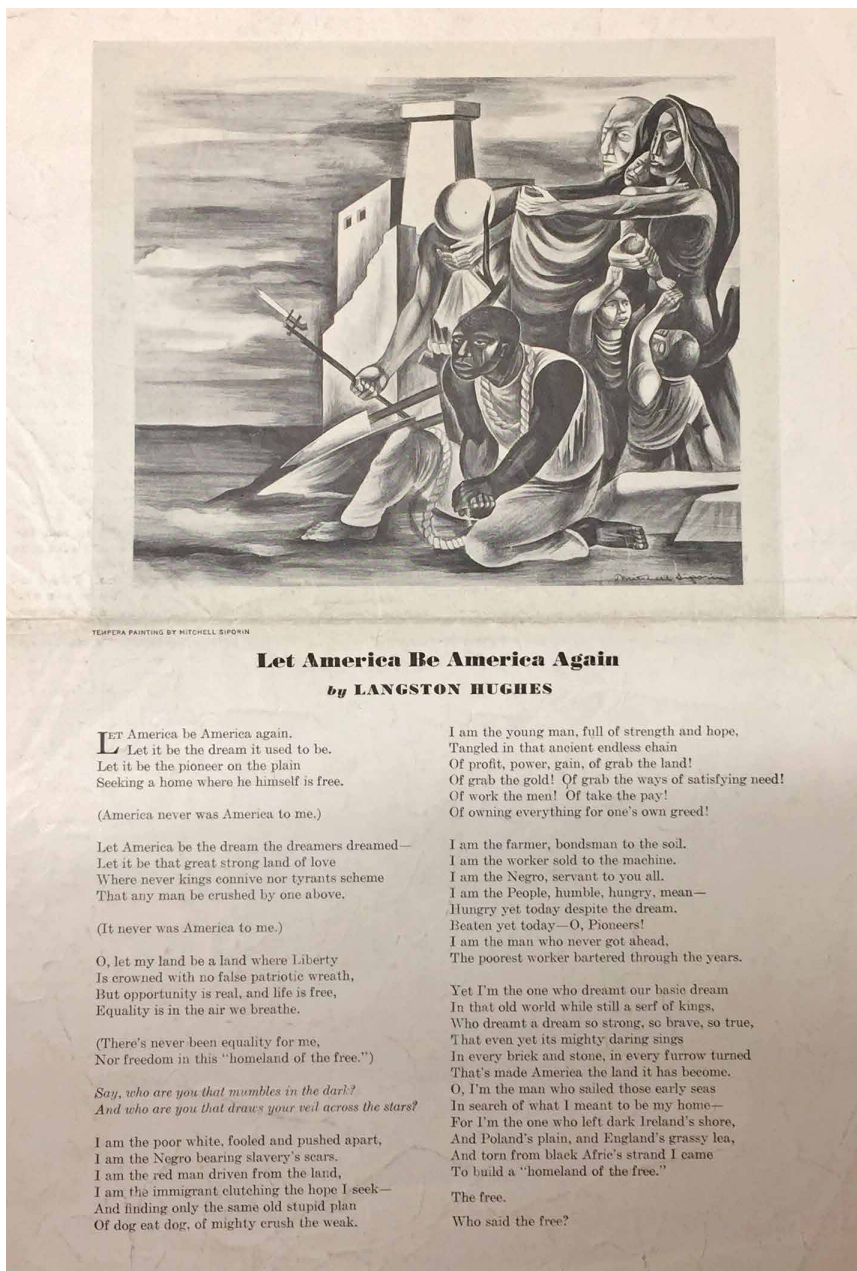 Mitchell Siporin
TEMPERA PAINTING BY MITCHELL SIPORIN
Let America Be America Again
by LANGSTON HUGHES
LET America be America again.
Let it be the dream it used to be.
Let it be the pioneer on the plain
Seeking a home where he himself is free.
(America never was America to me.)
Let America be the dream the dreamers dreamed—
Let it be that great strong land of love
Where never kings connive nor tyrants scheme
That any man be crushed by one above.
(It never was America to me.)
O, let my land be a land where Liberty
Is crowned with no false patriotic wreath,
But opportunity is real, and life is free,
Equality is in the air we breathe.
(There's never been equality for me,
Nor freedom in this "homeland of the free.")
Say, who are you that mumbles in the dark?
And who are you that draws your veil across the stars?
I am the poor white, fooled and pushed apart,
I am the Negro bearing slavery's scars.
I am the red man driven from the land,
I am the immigrant clutching the hope I seek—
And finding only the same old stupid plan
Of dog eat dog, of mighty crush the weak.
I am the young man, full of strength and hope,
Tangled in that ancient endless chain
Of profit, power, gain, of grab the land!
Of grab the gold! Of grab the ways of satisfying need!
Of work the men! Of take the pay!
Of owning everything for one's own greed!
I am the farmer, bondsman to the soil.
I am the worker sold to the machine.
I am the Negro, servant to you all.
I am the People, humble, hungry, mean—
Hungry yet today despite the dream.
Beaten yet today—O, Pioneers!
I am the man who never got ahead,
The poorest worker bartered through the years.
Yet I'm the one who dreamt our basic dream
In that old world while still a serf of kings,
Who dreamt a dream so strong, so brave, so true,
That even yet its mighty daring sings
In every brick and stone, in every furrow turned
That's made America the land it has become.
O, I'm the man who sailed those early seas
In search of what I meant to be my home—
For I'm the one who left dark Ireland's shore,
And Poland's plain, and England's grassy lea,
And torn from black Afric's strand I came
To build a "homeland of the free."
The free.
Who said the free?